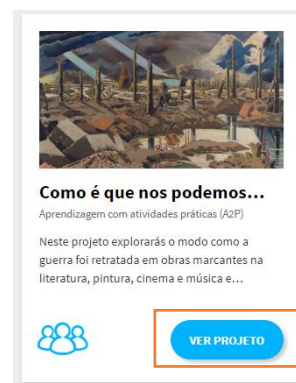 Como é que nos podemos...
Aprendizagem com atividades práticas (A2P)
Neste projeto explorarás o modo como a
guerra foi retratada em obras marcantes na
literatura, pintura, cinema e música e...
VER PROJETO